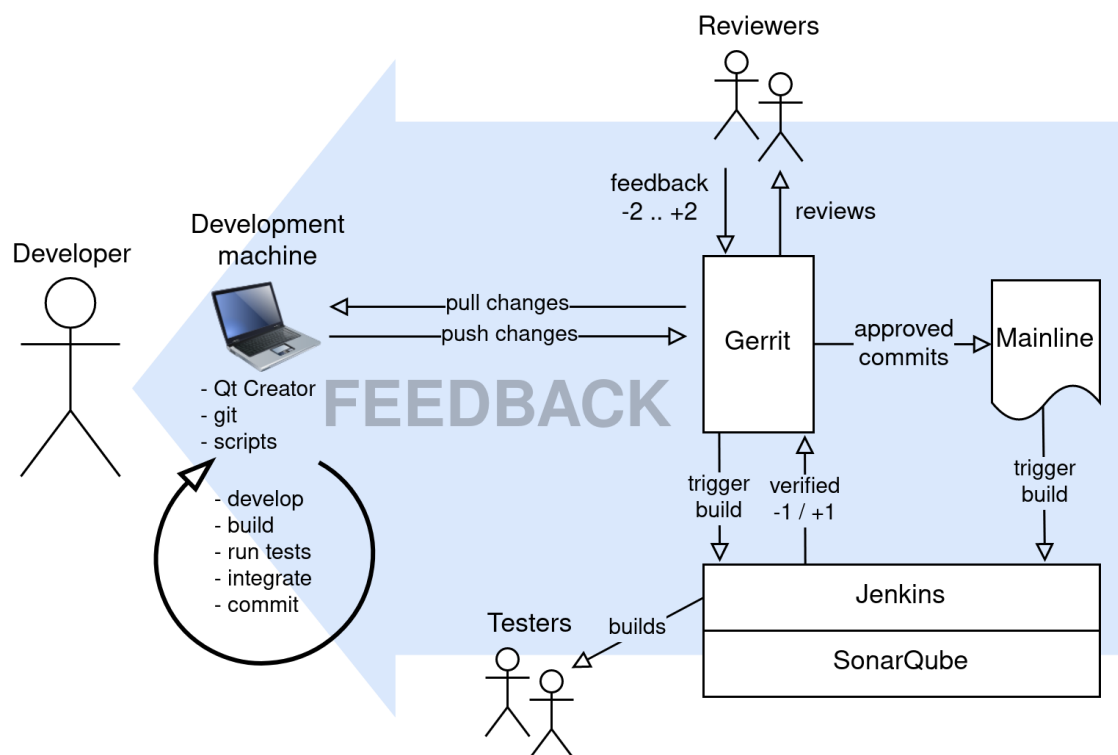 Reviewers
feedback
-2 .. +2
reviews
Developer
Development
machine
pull changes
push changes
Gerrit
approved
commits
Mainline
- Qt Creator
- git
- scripts
FEEDBACK
- develop
- build
- run tests
- integrate
- commit
trigger
build
verified
-1 / +1
trigger
build
Jenkins
SonarQube
Testers
builds